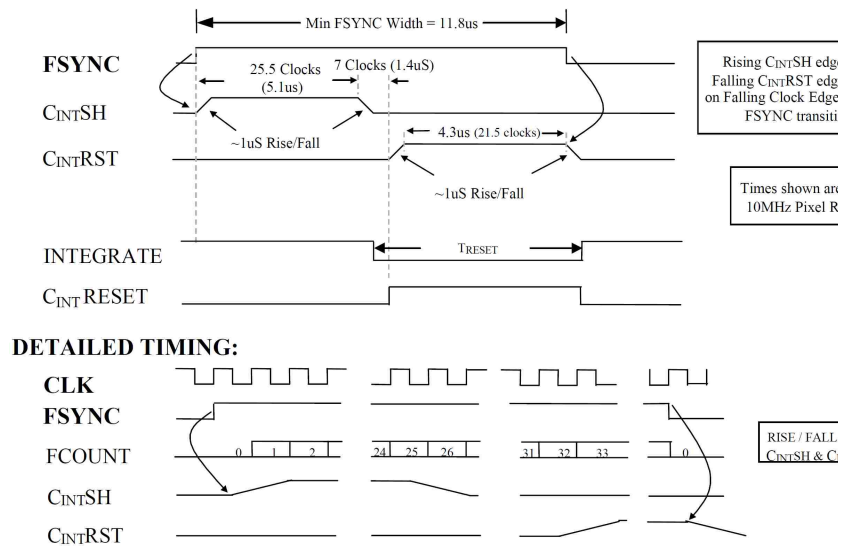 Min FSYNC Width = 11.8us
FSYNC
25.5 Clocks
(5.1us)
7 Clocks (1.4uS)
Rising CINTSH edg
Falling CINTRST edg
on Falling Clock Edge
FSYNC transiti
CINTSH
~1uS Rise/Fall
4.3us (21.5 clocks)
CINTRST
~1uS Rise/Fall
Times shown are
10MHz Pixel R
INTEGRATE
TRESET
CINT RESET
DETAILED TIMING:
CLK
FSYNC
FCOUNT
0 1 2 24 25 26 31 32 33 0
RISE / FALL
CINTSH & C
CINTSH
CINTRST